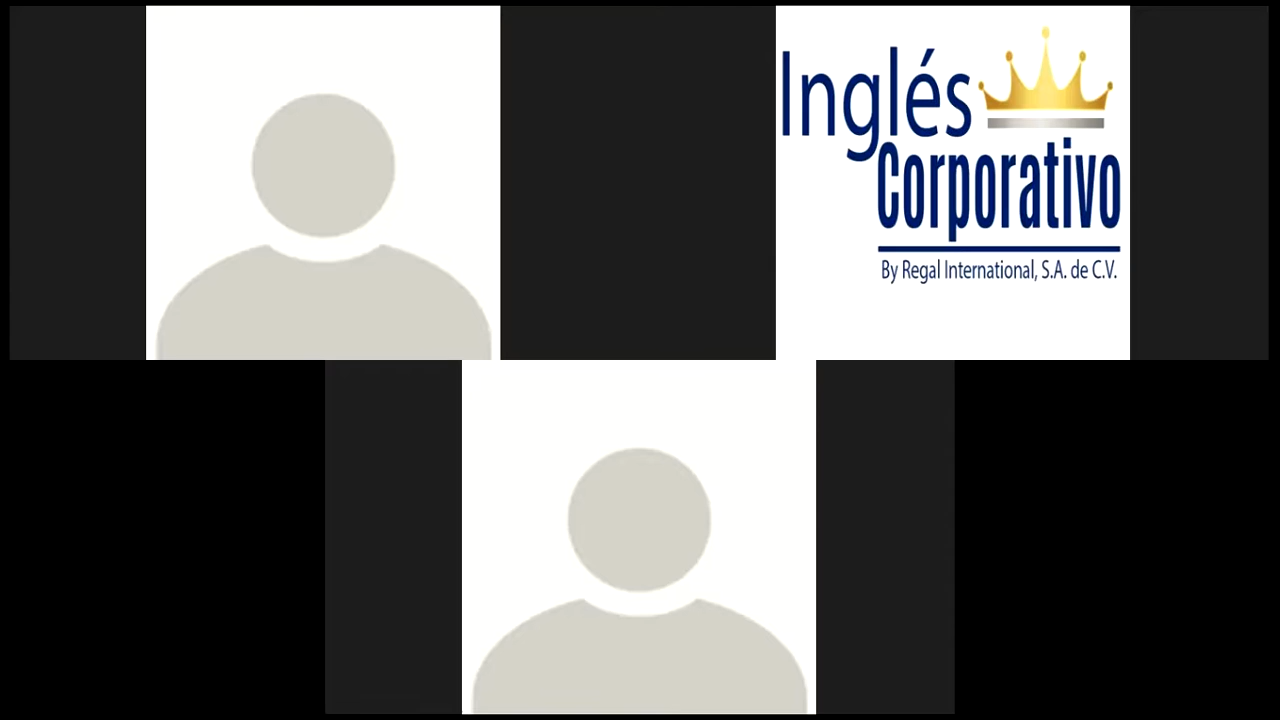 Inglés
Corporativo
By Regal International, S.A. de C.V.